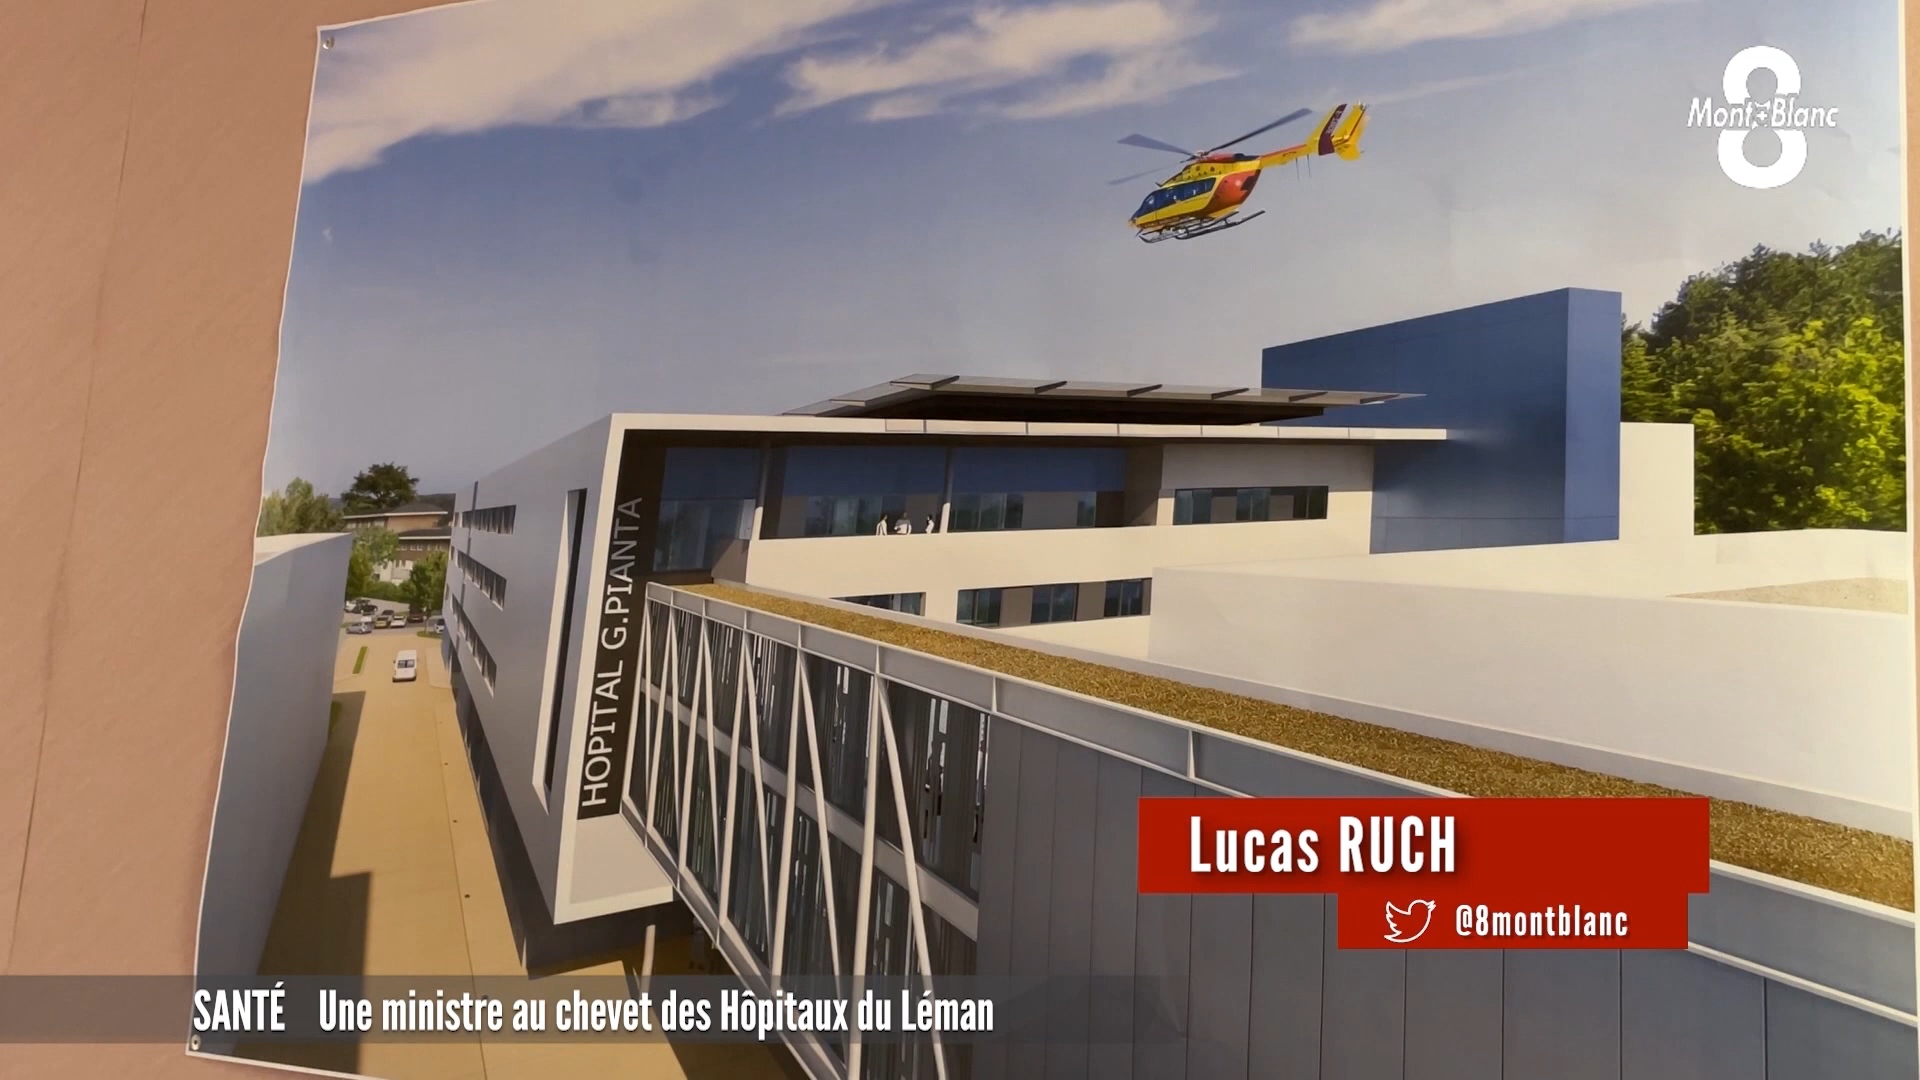 8
Mont Blanc
HOPITAL G.PIANTA
Lucas RUCH
@8montblanc
SANTÉ Une ministre au chevet des Hôpitaux du Léman